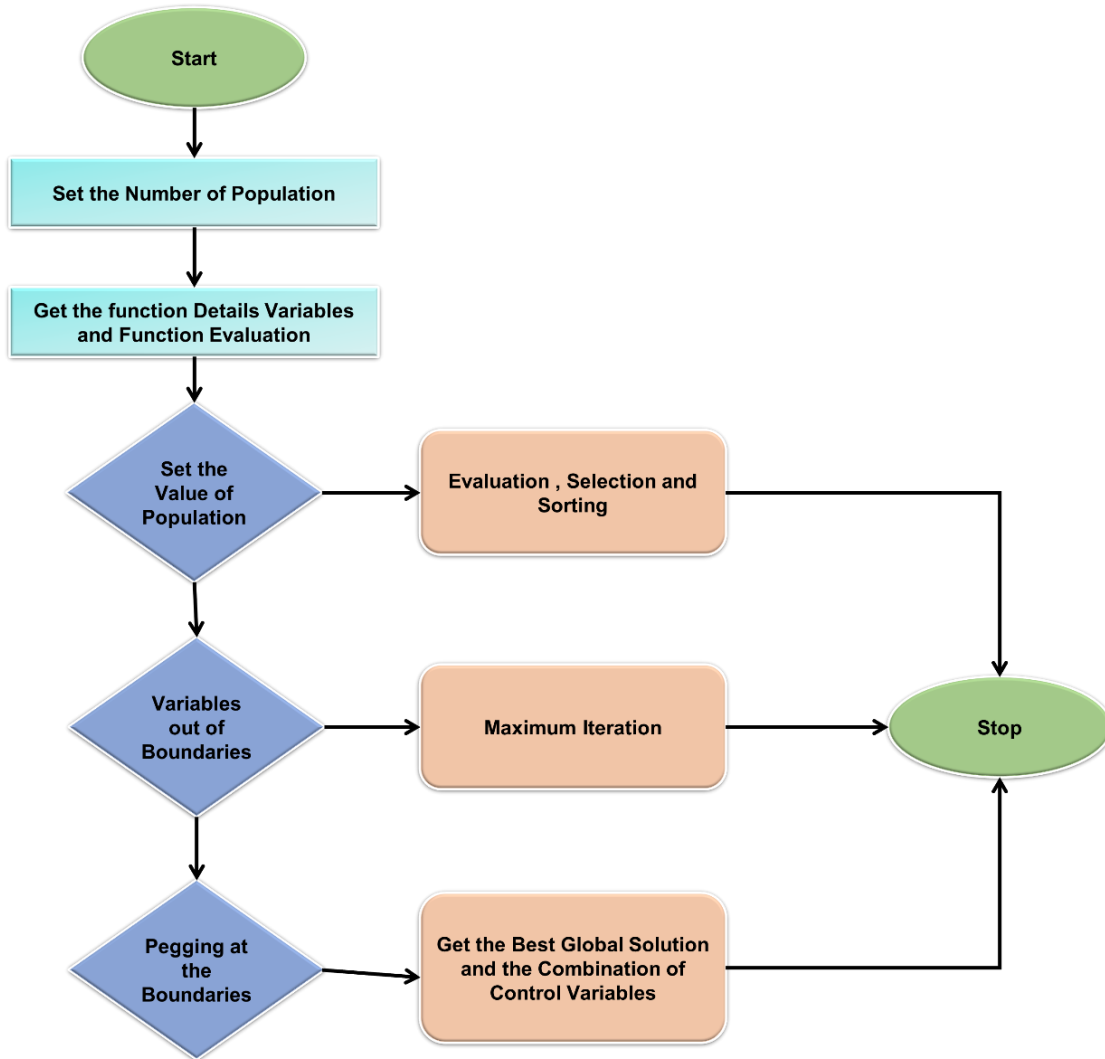 Start
Set the Number of Population
Get the function Details Variables
and Function Evaluation
Set the
Value of
Population
Evaluation , Selection and
Sorting
Variables
out of
Boundaries
Maximum Iteration
Stop
Pegging at
the
Boundaries
Get the Best Global Solution
and the Combination of
Control Variables